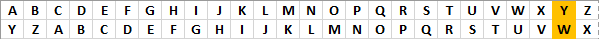 A B C D E F G H I J K L M N O P Q R S T U V W X Y Z
Y Z A B C D E F G H I J K L M N O P Q R S T U V W X